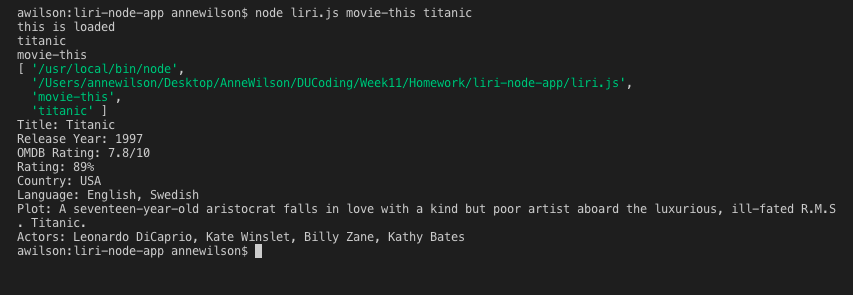 awilson:liri-node-app annewilson$ node liri.js movie-this titanic
this is loaded
titanic
movie-this
[ '/usr/local/bin/node',
  '/Users/annewilson/Desktop/AnneWilson/DUCoding/Week11/Homework/liri-node-app/liri.js',
  'movie-this',
  'titanic' ]
Title: Titanic
Release Year: 1997
OMDB Rating: 7.8/10
Rating: 89%
Country: USA
Language: English, Swedish
Plot: A seventeen-year-old aristocrat falls in love with a kind but poor artist aboard the luxurious, ill-fated R.M.S
. Titanic.
Actors: Leonardo DiCaprio, Kate Winslet, Billy Zane, Kathy Bates
awilson:liri-node-app annewilson$